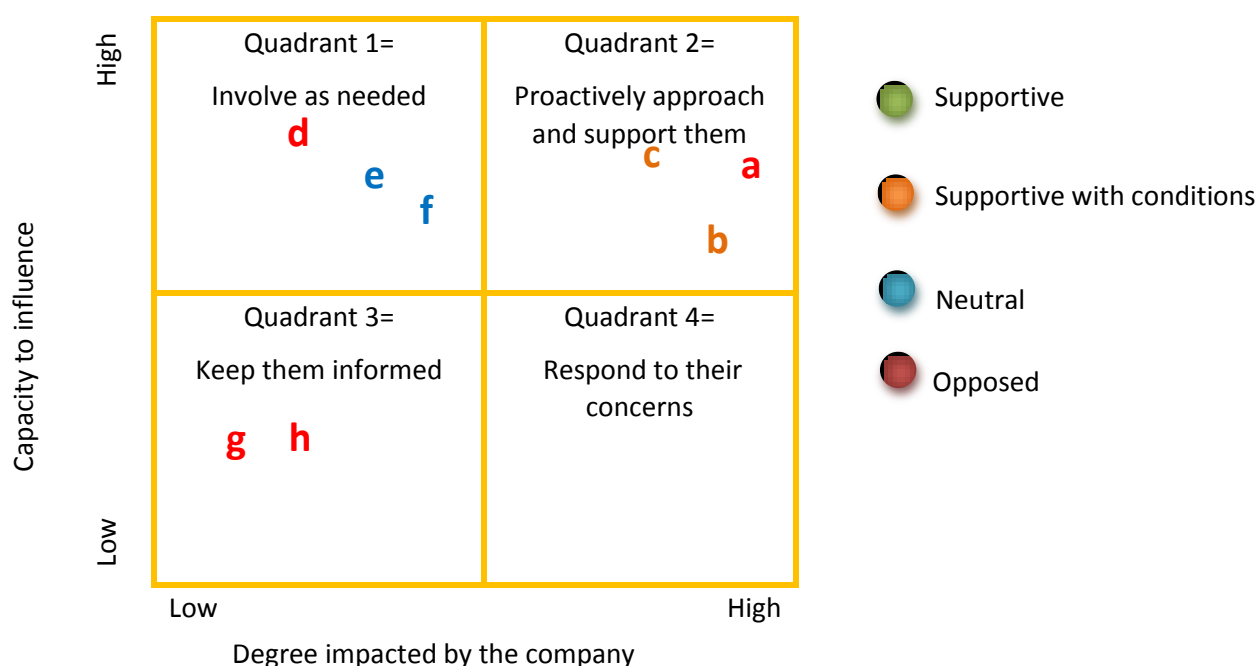 High
Capacity to influence
Low
Quadrant 1=
Involve as needed
d
e
f
Quadrant 2=
Proactively approach
and support them
c
a
b
Quadrant 3=
Keep them informed
g h
Quadrant 4=
Respond to their
concerns
Low
High
Degree impacted by the company
Supportive
Supportive with conditions
Neutral
Opposed